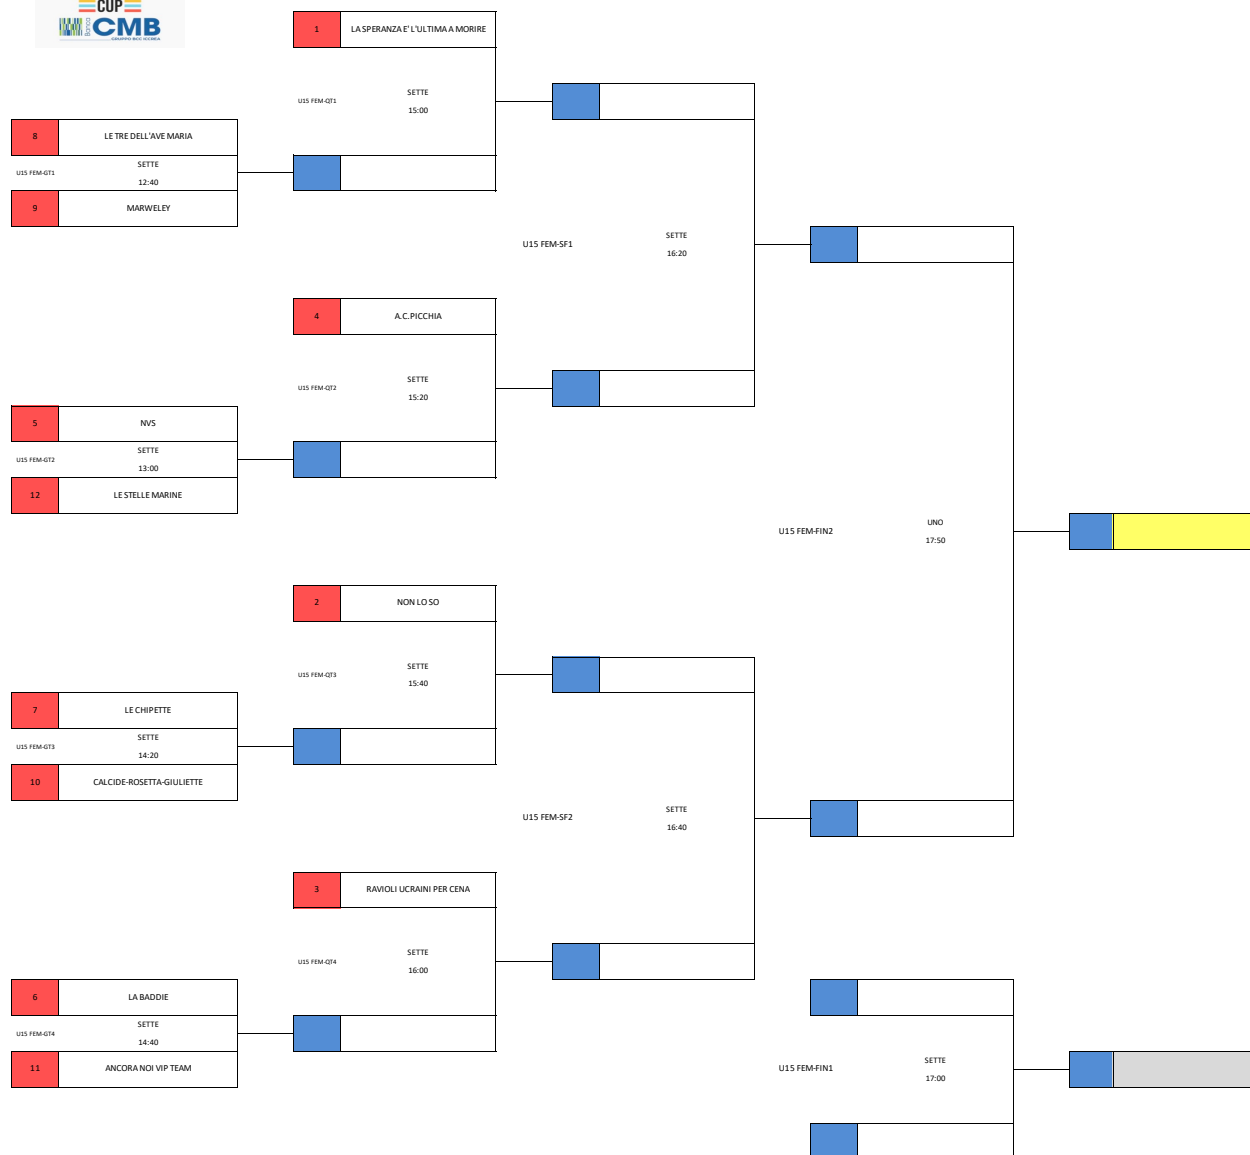 CUP
Banca CMB
GRUPPO BCC ICCREA
1 LA SPERANZA E' L'ULTIMA A MORIRE
U15 FEM-QT1
SETTE
15:00
8 LE TRE DELL'AVE MARIA
U15 FEM-GT1
SETTE
12:40
9 MARWELEY
U15 FEM-SF1
SETTE
16:20
4 A.C.PICCHIA
U15 FEM-QT2
SETTE
15:20
5 NVS
U15 FEM-GT2
SETTE
13:00
12 LE STELLE MARINE
U15 FEM-FIN2
UNO
17:50
2 NON LO SO
U15 FEM-QT3
SETTE
15:40
7 LE CHIPETTE
U15 FEM-GT3
SETTE
14:20
10 CALCIDE-ROSETTA-GIULIETTE
U15 FEM-SF2
SETTE
16:40
3 RAVIOLI UCRAINI PER CENA
U15 FEM-QT4
SETTE
16:00
6 LA BADDIE
U15 FEM-GT4
SETTE
14:40
11 ANCORA NOI VIP TEAM
U15 FEM-FIN1
SETTE
17:00